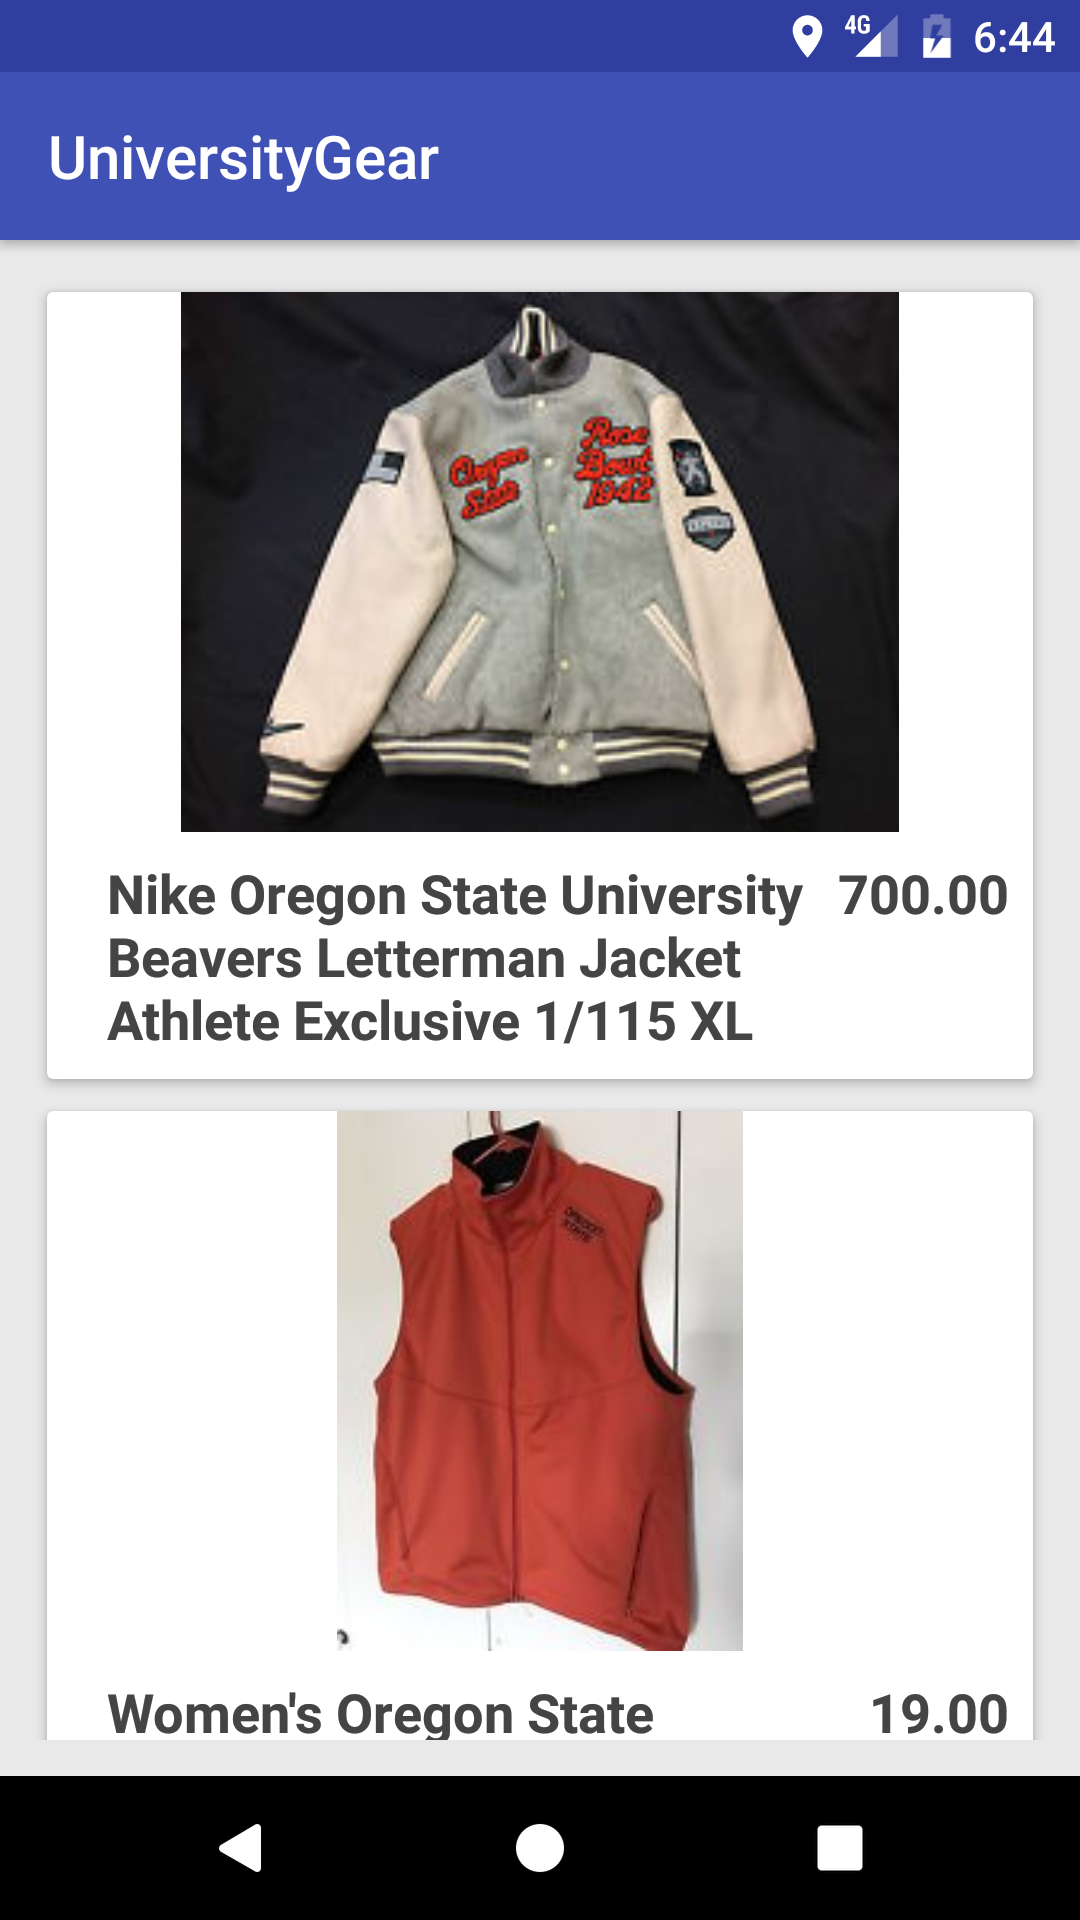 4G 6:44
UniversityGear
Oregon
State
Rose
Bowl
1942
EXPRESS
Nike Oregon State University 700.00
Beavers Letterman Jacket
Athlete Exclusive 1/115 XL
OREGON
STATE
Women's Oregon State 19.00